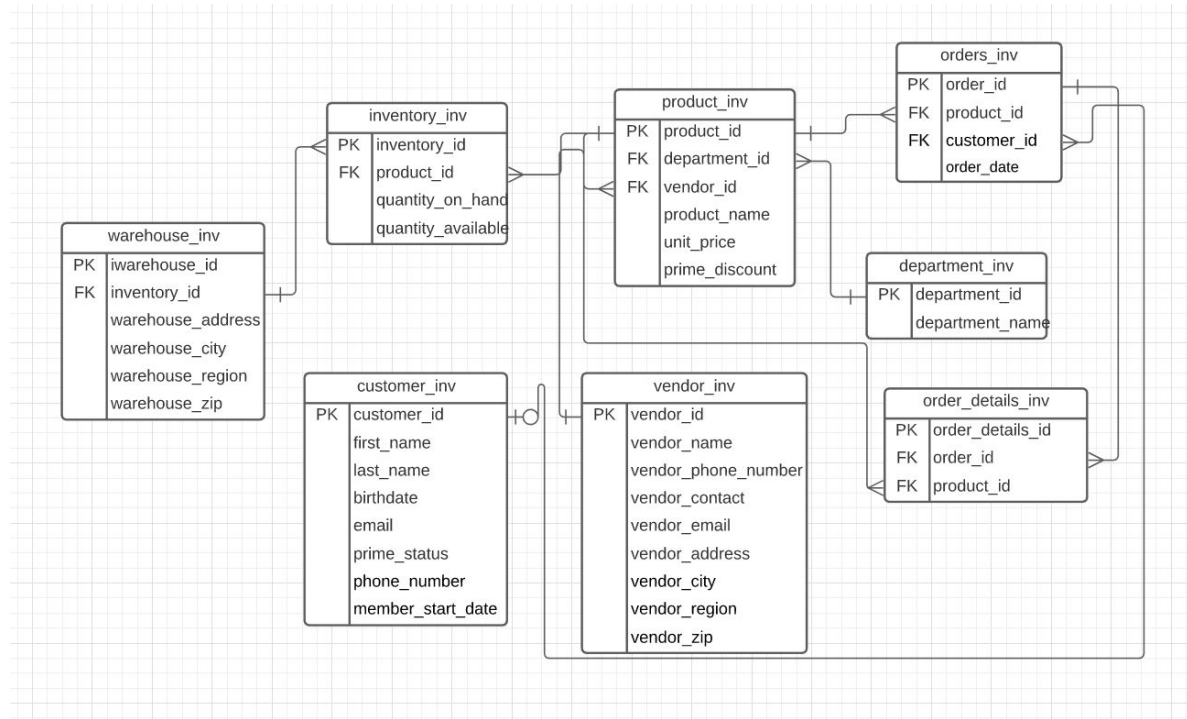 orders_inv
PK order_id
FK product_id
FK customer_id
order_date
product_inv
PK product_id
FK department_id
FK vendor_id
product_name
unit_price
prime_discount
inventory_inv
PK inventory_id
FK product_id
quantity_on_hand
quantity_available
warehouse_inv
PK iwarehouse_id
FK inventory_id
warehouse_address
warehouse_city
warehouse_region
warehouse_zip
department_inv
PK department_id
department_name
customer_inv
PK customer_id
first_name
last_name
birthdate
email
prime_status
phone_number
member_start_date
vendor_inv
PK vendor_id
vendor_name
vendor_phone_number
vendor_contact
vendor_email
vendor_address
vendor_city
vendor_region
vendor_zip
order_details_inv
PK order_details_id
FK order_id
FK product_id